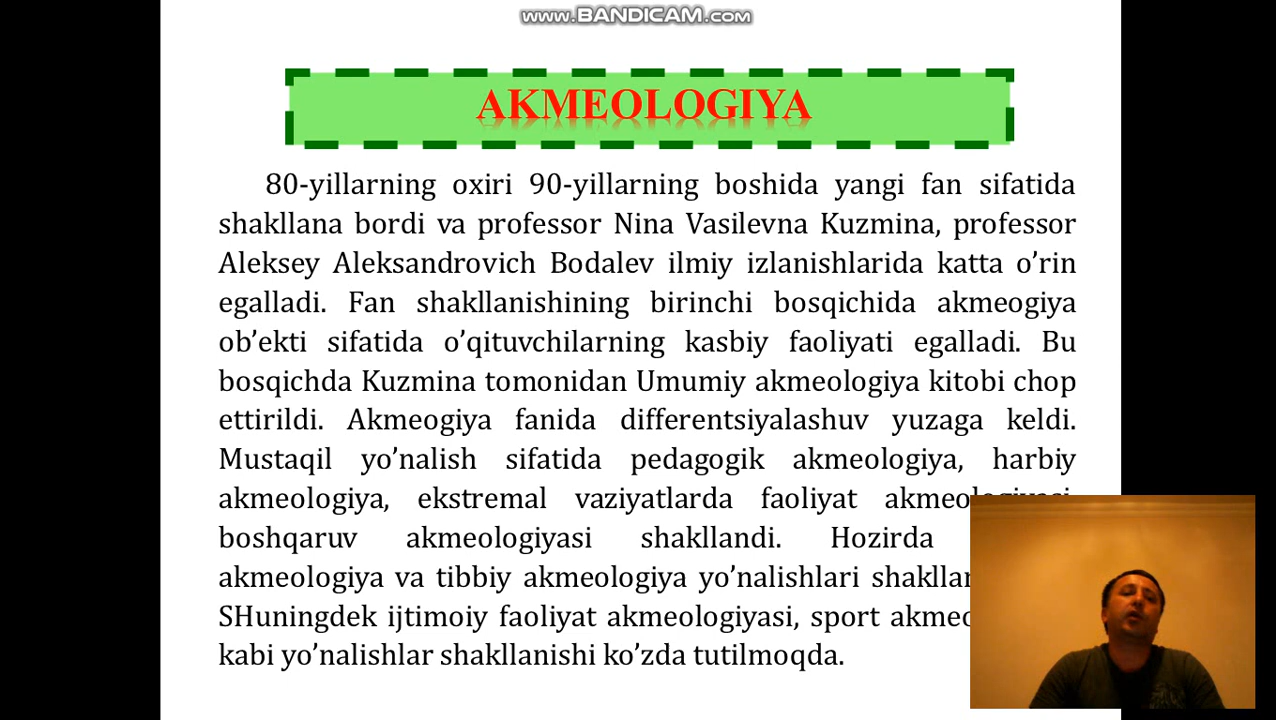 www.BANDICAM.com
AKMEOLOGIYA
80-yillarning oxiri 90-yillarning boshida yangi fan sifatida
shakllana bordi va professor Nina Vasilevna Kuzmina, professor
Aleksey Aleksandrovich Bodalev ilmiy izlanishlarida katta o’rin
egalladi. Fan shakllanishining birinchi bosqichida akmeogiya
ob’ekti sifatida o’qituvchilarning kasbiy faoliyati egalladi. Bu
bosqichda Kuzmina tomonidan Umumiy akmeologiya kitobi chop
ettirildi. Akmeogiya fanida differentsiyalashuv yuzaga keldi.
Mustaqil yo’nalish sifatida pedagogik akmeologiya, harbiy
akmeologiya, ekstremal vaziyatlarda faoliyat akmeologiyasi,
boshqaruv akmeologiyasi shakllandi. Hozirda
akmeologiya va tibbiy akmeologiya yo’nalishlari
SHuningdek ijtimoiy faoliyat akmeologiyasi, sport
kabi yo’nalishlar shakllanishi ko’zda tutilmoqda.